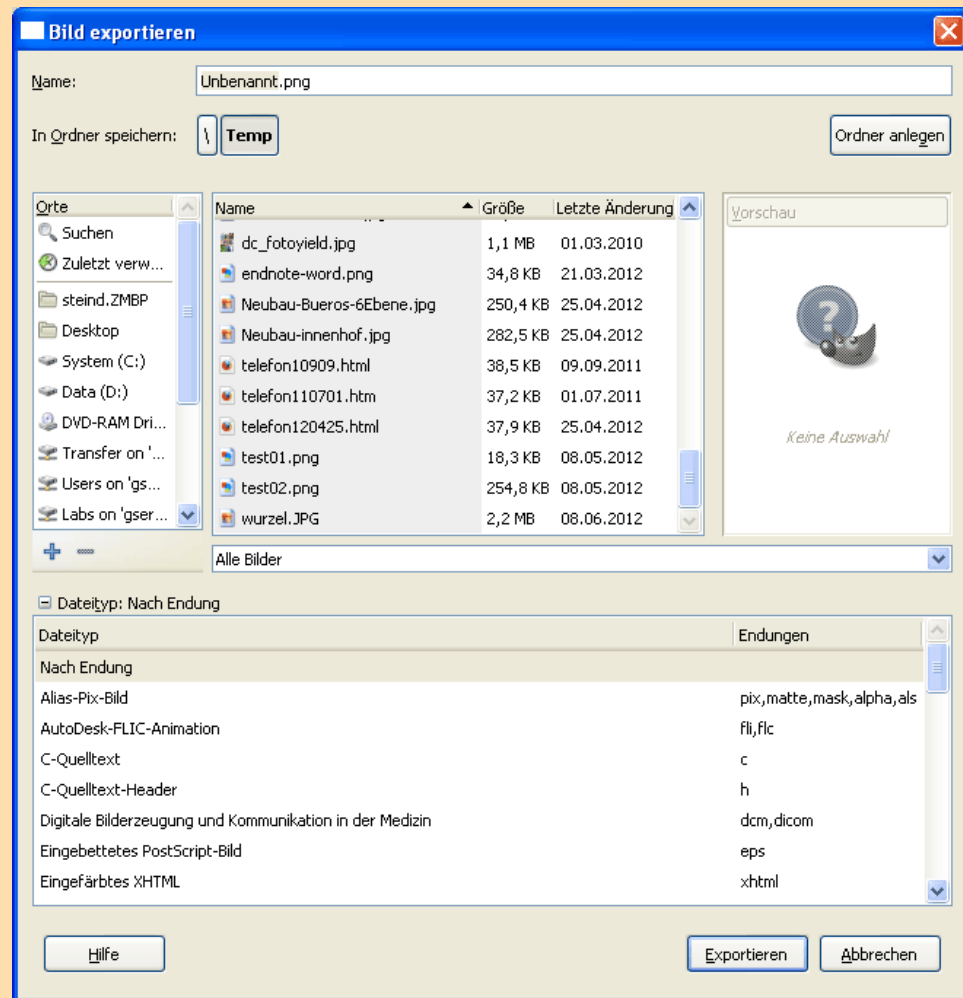 Bild exportieren
Name: Unbenannt.png
In Ordner speichern: \ Temp Ordner anlegen
Orte Name Größe Letzte Änderung Vorschau
Suchen
Zuletzt verw...
steind.ZMBP
Desktop
System (C:)
Data (D:)
DVD-RAM Dri...
Transfer on '...
Users on 'gs...
Labs on 'gser...
dc_fotoyield.jpg 1,1 MB 01.03.2010
endnote-word.png 34,8 KB 21.03.2012
Neubau-Bueros-6Ebene.jpg 250,4 KB 25.04.2012
Neubau-innenhof.jpg 282,5 KB 25.04.2012
telefon10909.html 38,5 KB 09.09.2011
telefon110701.htm 37,2 KB 01.07.2011
telefon120425.html 37,9 KB 25.04.2012
test01.png 18,3 KB 08.05.2012
test02.png 254,8 KB 08.05.2012
wurzel.JPG 2,2 MB 08.06.2012
?
Keine Auswahl
Alle Bilder
Dateityp: Nach Endung
Dateityp Endungen
Nach Endung
Alias-Pix-Bild pix,matte,mask,alpha,als
AutoDesk-FLIC-Animation fli,flc
C-Quelltext c
C-Quelltext-Header h
Digitale Bilderzeugung und Kommunikation in der Medizin dcm,dicom
Eingebettetes PostScript-Bild eps
Eingefärbtes XHTML xhtml
Hilfe Exportieren Abbrechen